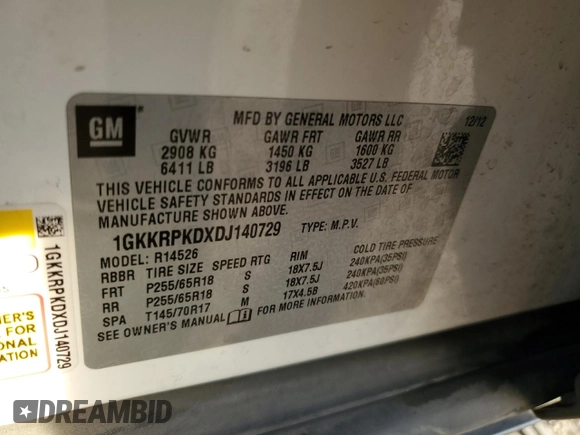 GM
MFD BY GENERAL MOTORS LLC 12/12
GVWR GAWR FRT GAWR RR
2908 KG 1450 KG 1600 KG
6411 LB 3196 LB 3527 LB
THIS VEHICLE CONFORMS TO ALL APPLICABLE U.S. FEDERAL MOTOR
VEHICLE SAFETY STANDARDS IN EFFECT ON THE DATE OF
MANUFACTURE SHOWN ABOVE.
1GKKRPKDXDJ140729 TYPE: M.P.V.
MODEL: R14526
RBBR TIRE SIZE SPEED RTG RIM COLD TIRE PRESSURE
FRT P255/65R18 S 18X7.5J 240KPA(35PSI)
RR P255/65R18 S 18X7.5J 240KPA(35PSI)
SPA T145/70R17 M 17X4.5B 420KPA(60PSI)
SEE OWNER'S MANUAL FOR MORE INFORMATION.
1GKKRPKDXDJ140729
ER'S
FOR
ONAL
N.
DREAMBID